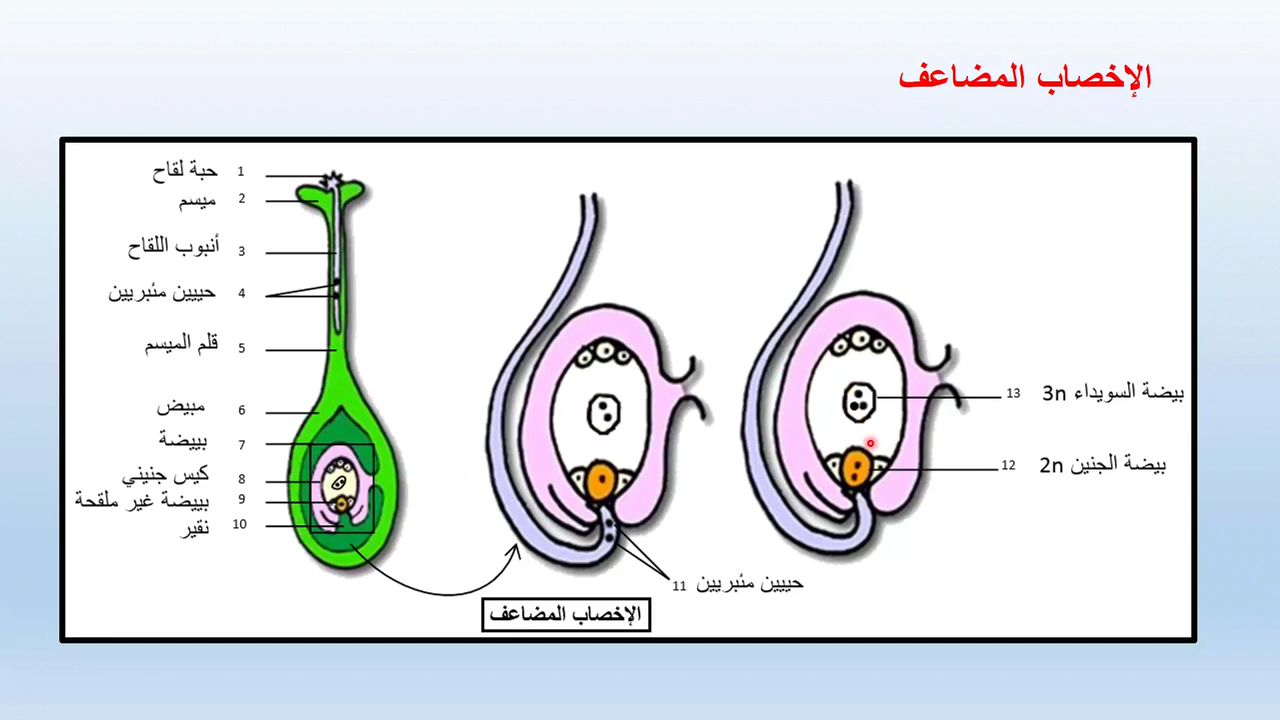 الإخصاب المضاعف
1 حبة لقاح
2 ميسم
3 أنبوب اللقاح
4 حييين مئبريين
5 قلم الميسم
6 مبيض
7 بييضة
8 كيس جنيني
9 بييضة غير ملقحة
10 نقير
11 حييين مئبريين
الإخصاب المضاعف
13 بيضة السويداء 3n
12 بيضة الجنين 2n